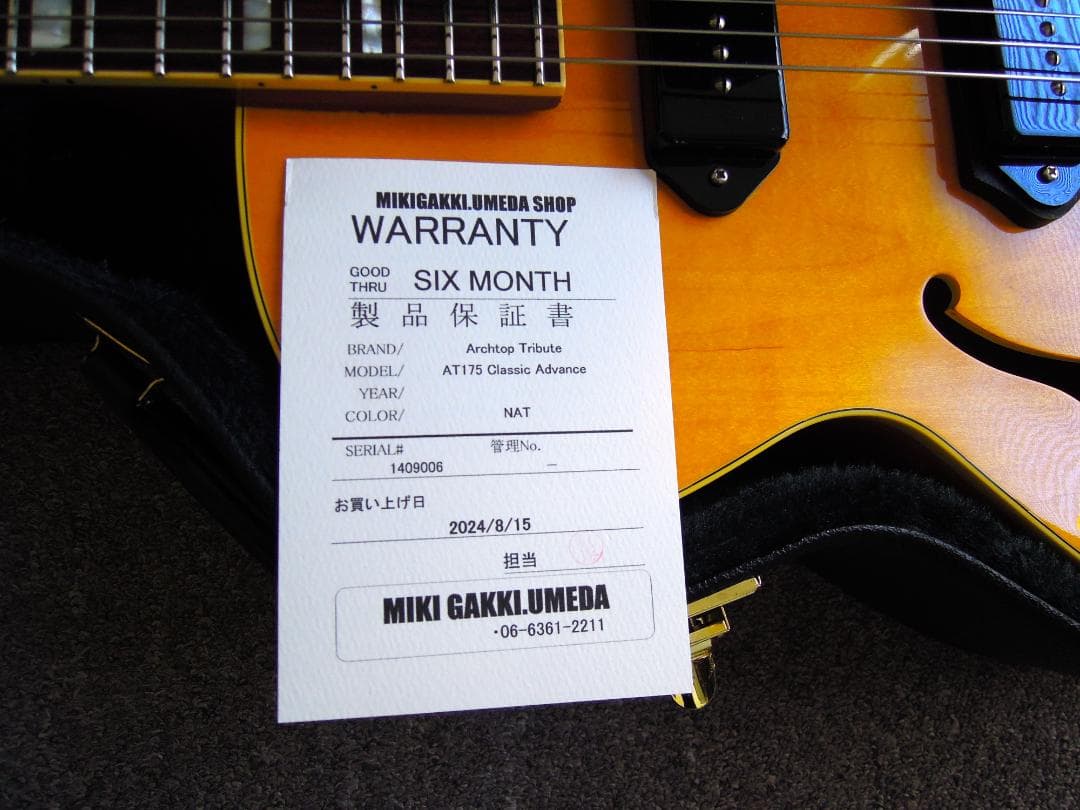 MIKIGAKKI.UMEDA SHOP
WARRANTY
GOOD THRU SIX MONTH
製品保証書
BRAND/ Archtop Tribute
MODEL/ AT175 Classic Advance
YEAR/
COLOR/ NAT
SERIAL# 管理No.
1409006 —
お買い上げ日
2024/8/15
担当
MIKI GAKKI.UMEDA
・06-6361-2211